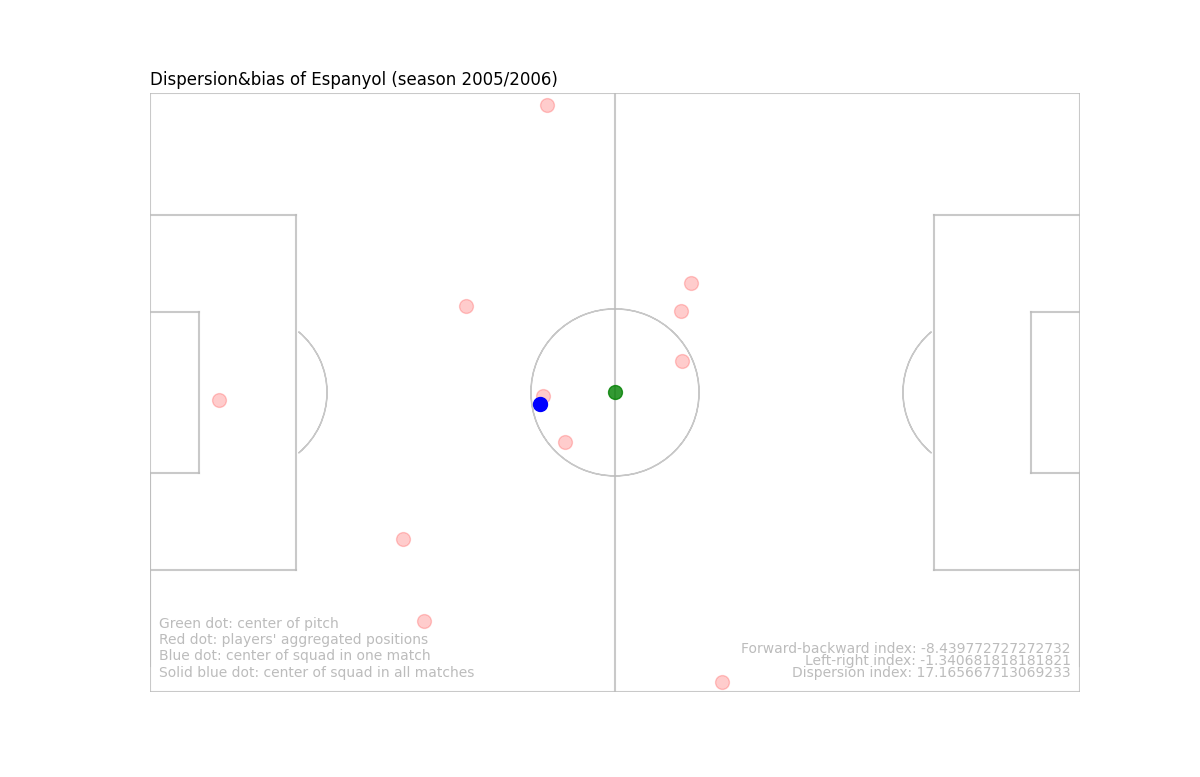 Dispersion&bias of Espanyol (season 2005/2006)
Green dot: center of pitch
Red dot: players' aggregated positions
Blue dot: center of squad in one match
Solid blue dot: center of squad in all matches
Forward-backward index: -8.439772727272732
Left-right index: -1.340681818181821
Dispersion index: 17.165667713069233